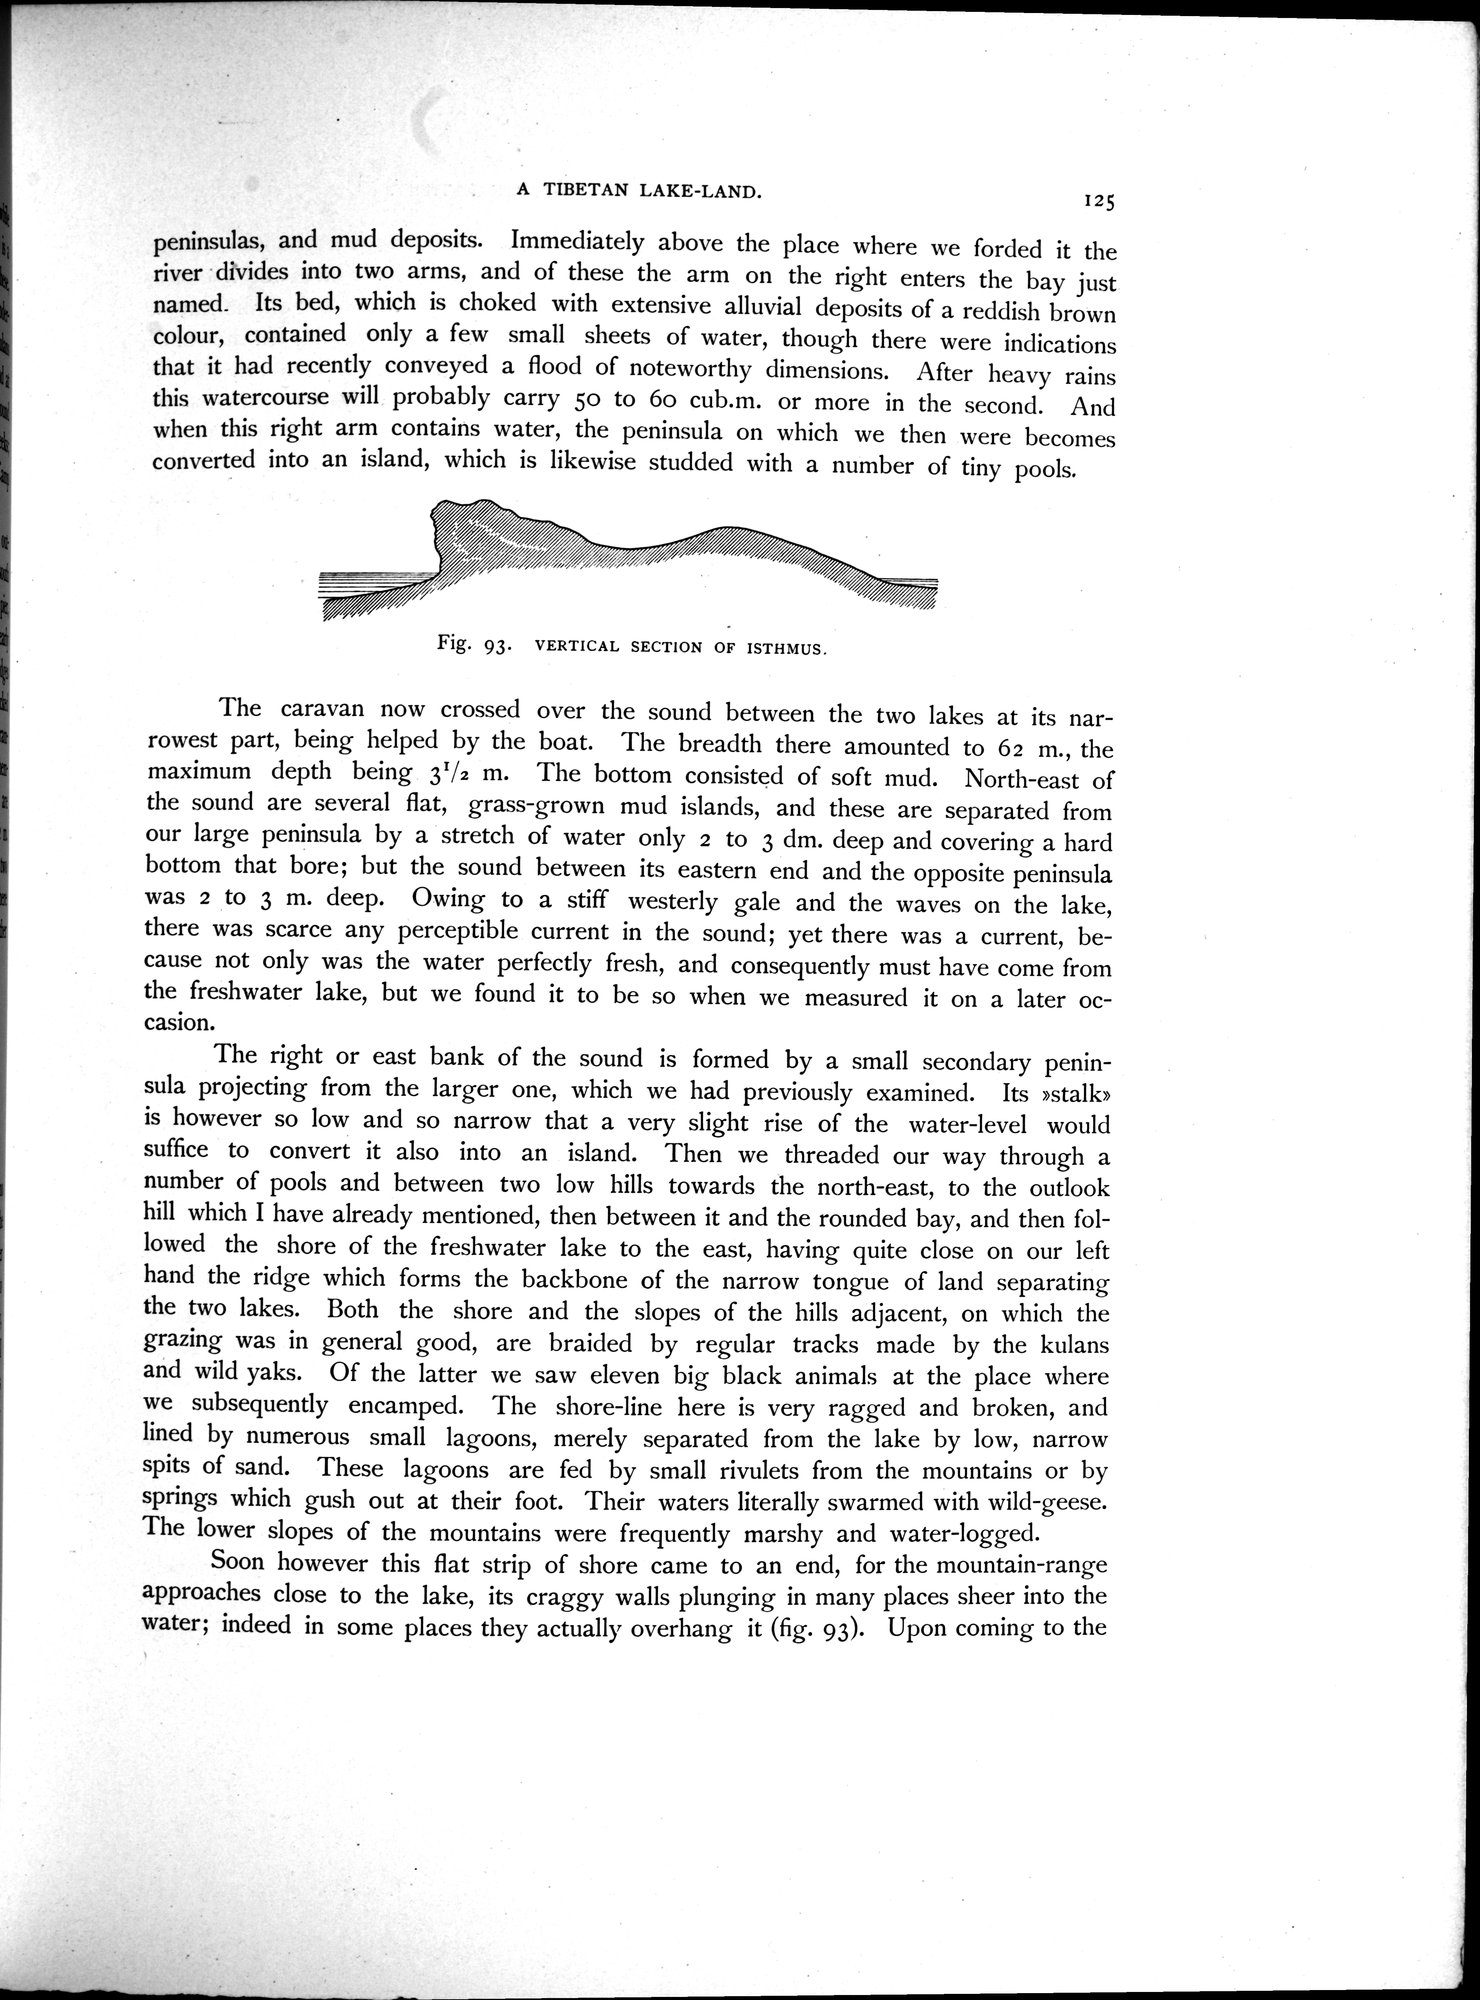 A TIBETAN LAKE-LAND.
125
peninsulas, and mud deposits. Immediately above the place where we forded it the
river divides into two arms, and of these the arm on the right enters the bay just
named. Its bed, which is choked with extensive alluvial deposits of a reddish brown
colour, contained only a few small sheets of water, though there were indications
that it had recently conveyed a flood of noteworthy dimensions. After heavy rains
this watercourse will probably carry 50 to 60 cub.m. or more in the second. And
when this right arm contains water, the peninsula on which we then were becomes
converted into an island, which is likewise studded with a number of tiny pools.
Fig. 93. VERTICAL SECTION OF ISTHMUS.
The caravan now crossed over the sound between the two lakes at its nar-
rowest part, being helped by the boat. The breadth there amounted to 62 m., the
maximum depth being 3 1/2 m. The bottom consisted of soft mud. North-east of
the sound are several flat, grass-grown mud islands, and these are separated from
our large peninsula by a stretch of water only 2 to 3 dm. deep and covering a hard
bottom that bore; but the sound between its eastern end and the opposite peninsula
was 2 to 3 m. deep. Owing to a stiff westerly gale and the waves on the lake,
there was scarce any perceptible current in the sound; yet there was a current, be-
cause not only was the water perfectly fresh, and consequently must have come from
the freshwater lake, but we found it to be so when we measured it on a later oc-
casion.
The right or east bank of the sound is formed by a small secondary penin-
sula projecting from the larger one, which we had previously examined. Its »stalk»
is however so low and so narrow that a very slight rise of the water-level would
suffice to convert it also into an island. Then we threaded our way through a
number of pools and between two low hills towards the north-east, to the outlook
hill which I have already mentioned, then between it and the rounded bay, and then fol-
lowed the shore of the freshwater lake to the east, having quite close on our left
hand the ridge which forms the backbone of the narrow tongue of land separating
the two lakes. Both the shore and the slopes of the hills adjacent, on which the
grazing was in general good, are braided by regular tracks made by the kulans
and wild yaks. Of the latter we saw eleven big black animals at the place where
we subsequently encamped. The shore-line here is very ragged and broken, and
lined by numerous small lagoons, merely separated from the lake by low, narrow
spits of sand. These lagoons are fed by small rivulets from the mountains or by
springs which gush out at their foot. Their waters literally swarmed with wild-geese.
The lower slopes of the mountains were frequently marshy and water-logged.
Soon however this flat strip of shore came to an end, for the mountain-range
approaches close to the lake, its craggy walls plunging in many places sheer into the
water; indeed in some places they actually overhang it (fig. 93). Upon coming to the